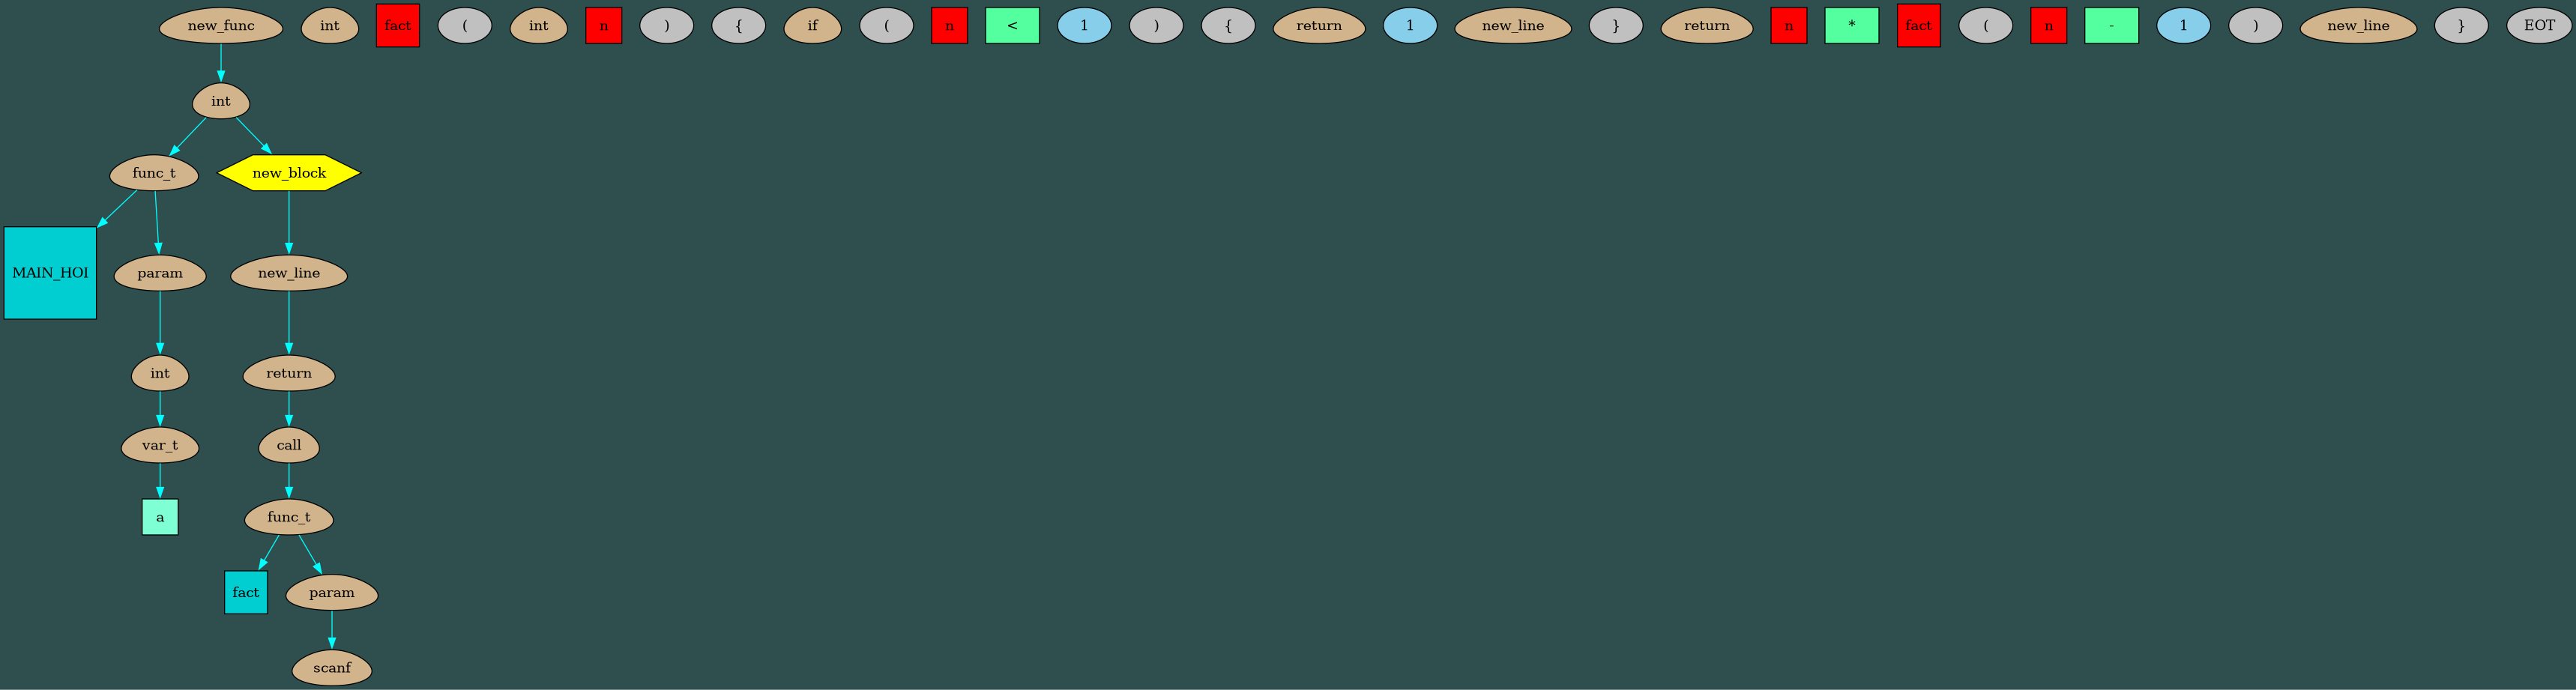 new_func int fact ( int n ) { if ( n < 1 ) { return 1 new_line } return n * fact ( n - 1 ) new_line } EOT
int
func_t new_block
MAIN_HOI param new_line
int return
var_t call
a func_t
fact param
scanf